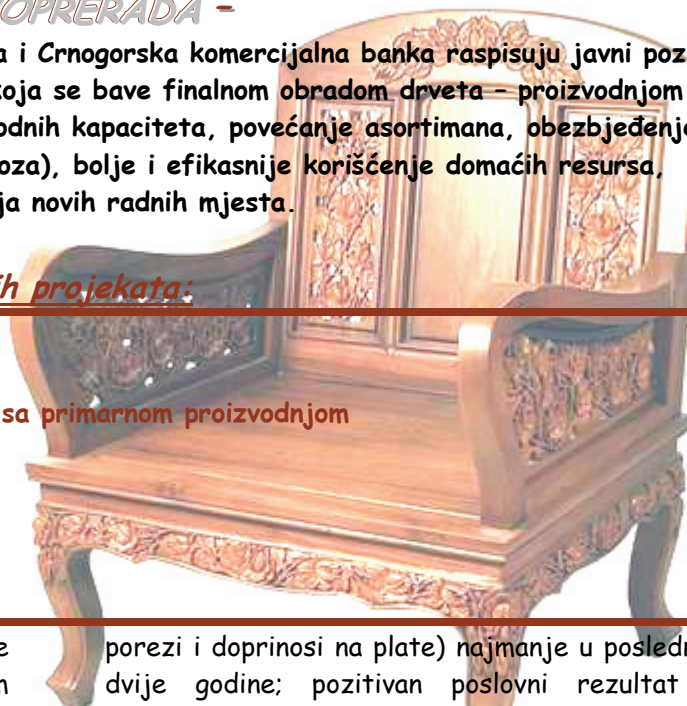 OPRERADA -
a i Crnogorska komercijalna banka raspisuju javni poz
koja se bave finalnom obradom drveta – proizvodnjom
odnih kapaciteta, povećanje asortimana, obezbjeđenje
oza), bolje i efikasnije korišćenje domaćih resursa,
ja novih radnih mjesta.
ih projekata:
sa primarnom proizvodnjom
e porezi i doprinosi na plate) najmanje u posledn
m dvije godine; pozitivan poslovni rezultat